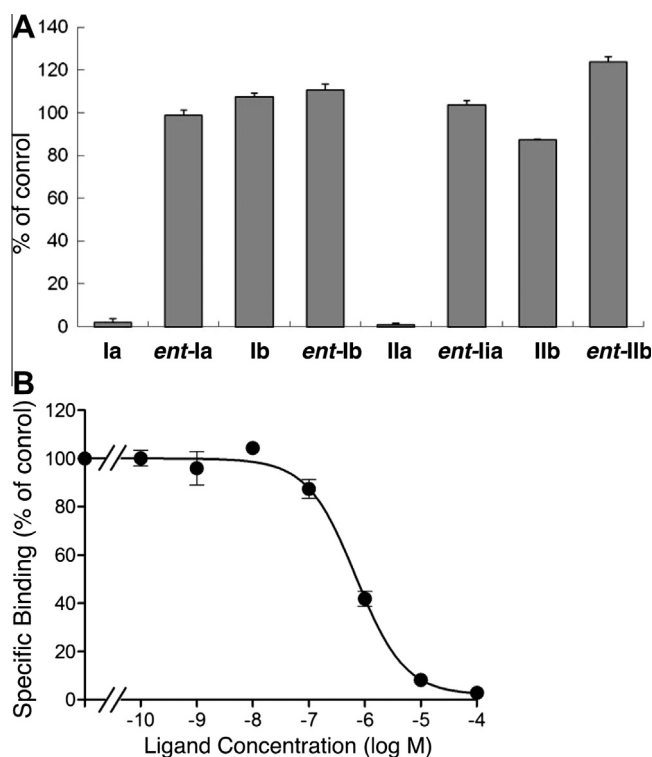 A
140
120
100
80
60
40
20
0
% of conrol
Ia ent-Ia Ib ent-Ib IIa ent-Iia IIb ent-IIb
B
120
100
80
60
40
20
0
Specific Binding (% of conrol)
-10 -9 -8 -7 -6 -5 -4
Ligand Concentration (log M)